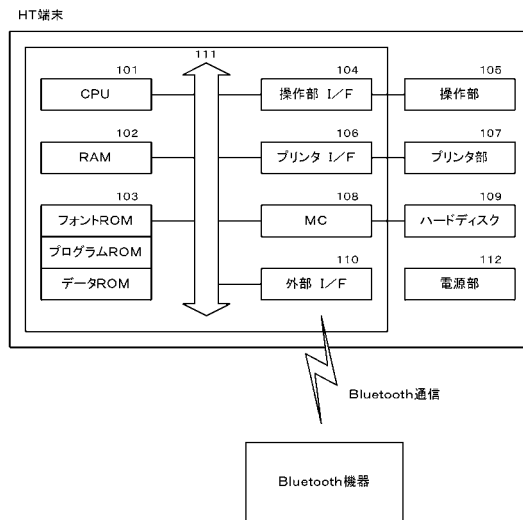 HT端末
111
101
CPU
104
操作部 I/F
105
操作部
102
RAM
106
プリンタ I/F
107
プリンタ部
103
フォントROM
プログラムROM
データROM
108
MC
109
ハードディスク
110
外部 I/F
112
電源部
Bluetooth通信
Bluetooth機器